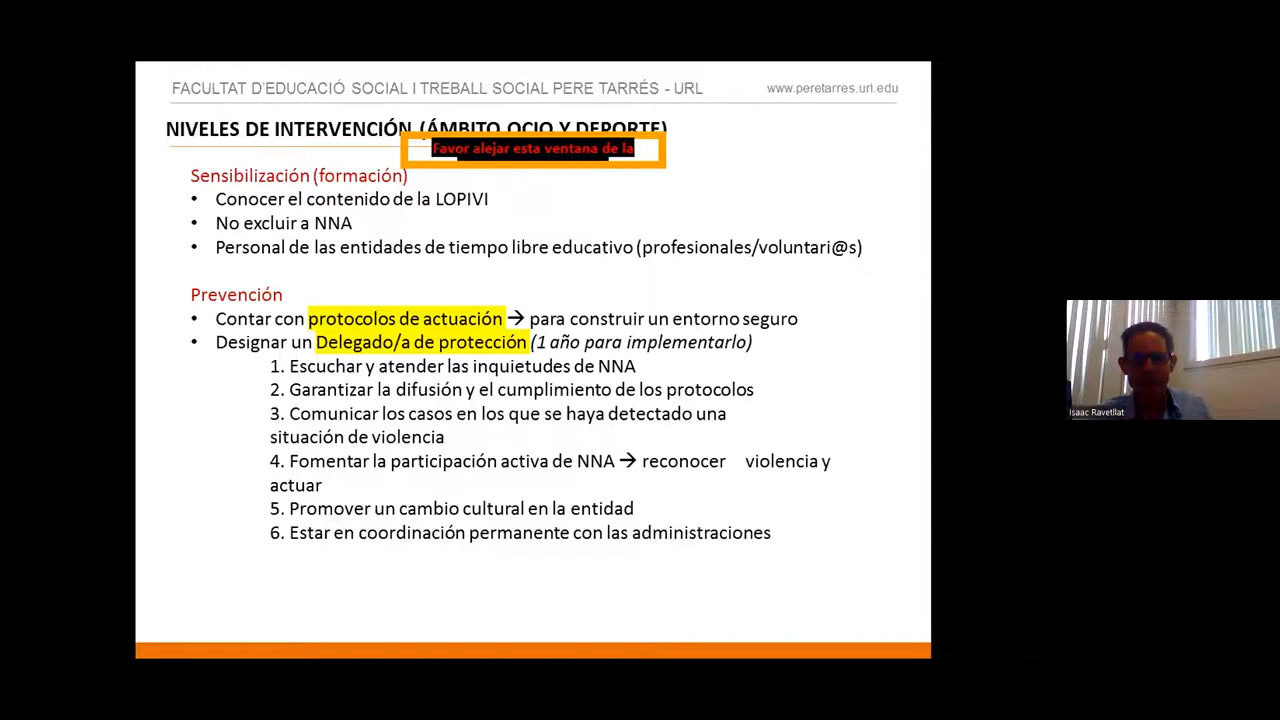 FACULTAT D'EDUCACIÓ SOCIAL I TREBALL SOCIAL PERE TARRÉS - URL
www.peretarres.url.edu
NIVELES DE INTERVENCIÓN (ÁMBITO OCIO Y DEPORTE)
Favor alejar esta ventana de la
Sensibilización (formación)
• Conocer el contenido de la LOPIVI
• No excluir a NNA
• Personal de las entidades de tiempo libre educativo (profesionales/voluntari@s)
Prevención
• Contar con protocolos de actuación → para construir un entorno seguro
• Designar un Delegado/a de protección (1 año para implementarlo)
1. Escuchar y atender las inquietudes de NNA
2. Garantizar la difusión y el cumplimiento de los protocolos
3. Comunicar los casos en los que se haya detectado una
situación de violencia
4. Fomentar la participación activa de NNA → reconocer violencia y
actuar
5. Promover un cambio cultural en la entidad
6. Estar en coordinación permanente con las administraciones
Isaac Ravetllat